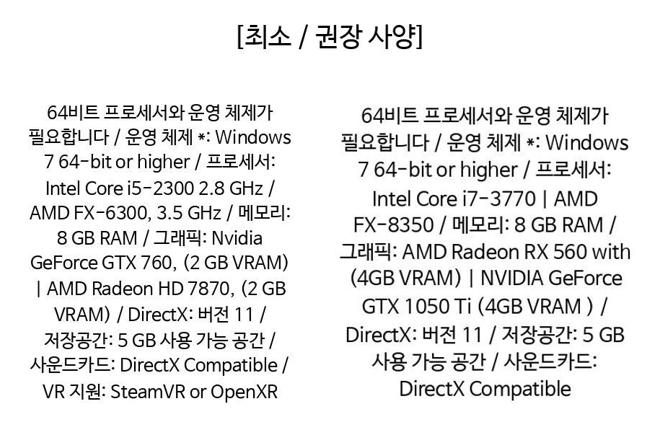 [최소 / 권장 사양]
64비트 프로세서와 운영 체제가
필요합니다 / 운영 체제 *: Windows
7 64-bit or higher / 프로세서:
Intel Core i5-2300 2.8 GHz /
AMD FX-6300, 3.5 GHz / 메모리:
8 GB RAM / 그래픽: Nvidia
GeForce GTX 760, (2 GB VRAM)
| AMD Radeon HD 7870, (2 GB
VRAM) / DirectX: 버전 11 /
저장공간: 5 GB 사용 가능 공간 /
사운드카드: DirectX Compatible /
VR 지원: SteamVR or OpenXR
64비트 프로세서와 운영 체제가
필요합니다 / 운영 체제 *: Windows
7 64-bit or higher / 프로세서:
Intel Core i7-3770 | AMD
FX-8350 / 메모리: 8 GB RAM /
그래픽: AMD Radeon RX 560 with
(4GB VRAM) | NVIDIA GeForce
GTX 1050 Ti (4GB VRAM ) /
DirectX: 버전 11 / 저장공간: 5 GB
사용 가능 공간 / 사운드카드:
DirectX Compatible